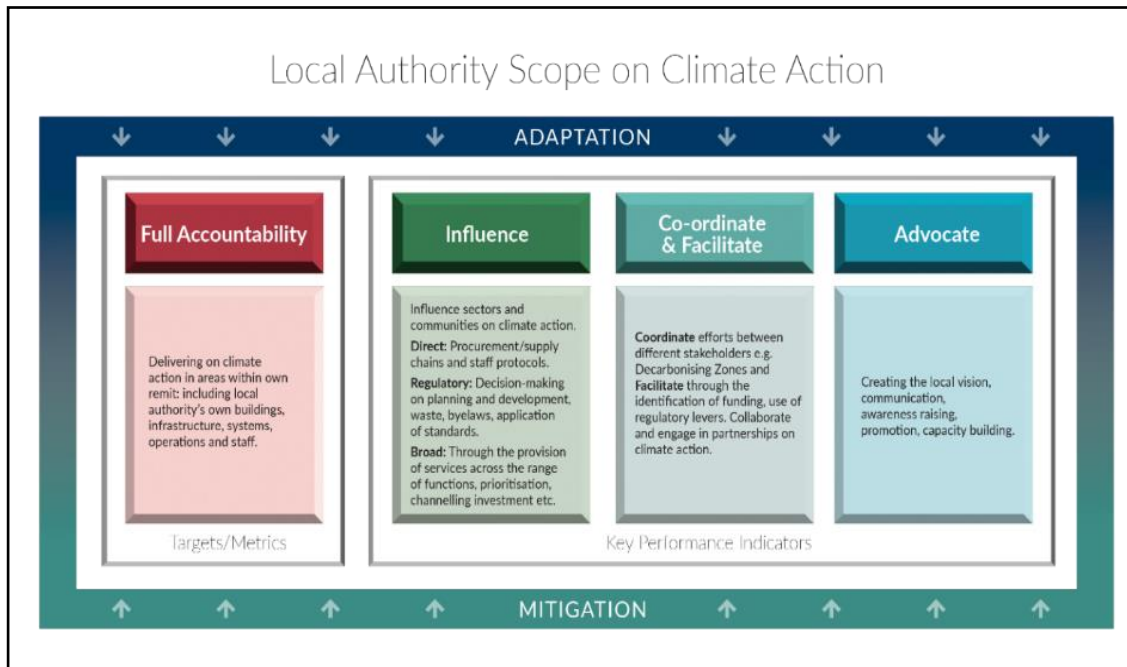 Local Authority Scope on Climate Action
ADAPTATION
Full Accountability
Delivering on climate
action in areas within own
remit: including local
authority's own buildings,
infrastructure, systems,
operations and staff.
Targets/Metrics
Influence
Influence sectors and
communities on climate action.
Direct: Procurement/supply
chains and staff protocols.
Regulatory: Decision-making
on planning and development,
waste, byelaws, application
of standards.
Broad: Through the provision
of services across the range
of functions, prioritisation,
channelling investment etc.
Co-ordinate
& Facilitate
Coordinate efforts between
different stakeholders e.g.
Decarbonising Zones and
Facilitate through the
identification of funding, use of
regulatory levers. Collaborate
and engage in partnerships on
climate action.
Advocate
Creating the local vision,
communication,
awareness raising,
promotion, capacity building.
Key Performance Indicators
MITIGATION